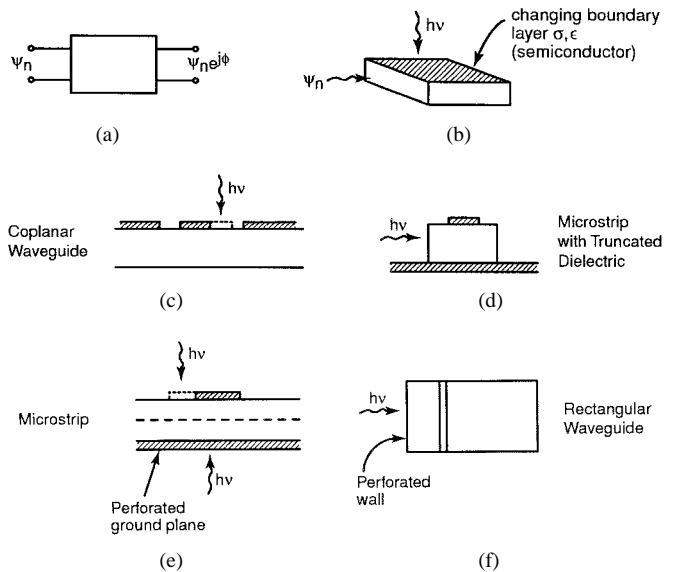 Ψn
Ψnejϕ
(a)
hν
changing boundary
layer σ,ϵ
(semiconductor)
Ψn
(b)
Coplanar
Waveguide
hν
(c)
hν
Microstrip
with Truncated
Dielectric
(d)
Microstrip
hν
hν
Perforated
ground plane
(e)
hν
Perforated
wall
Rectangular
Waveguide
(f)